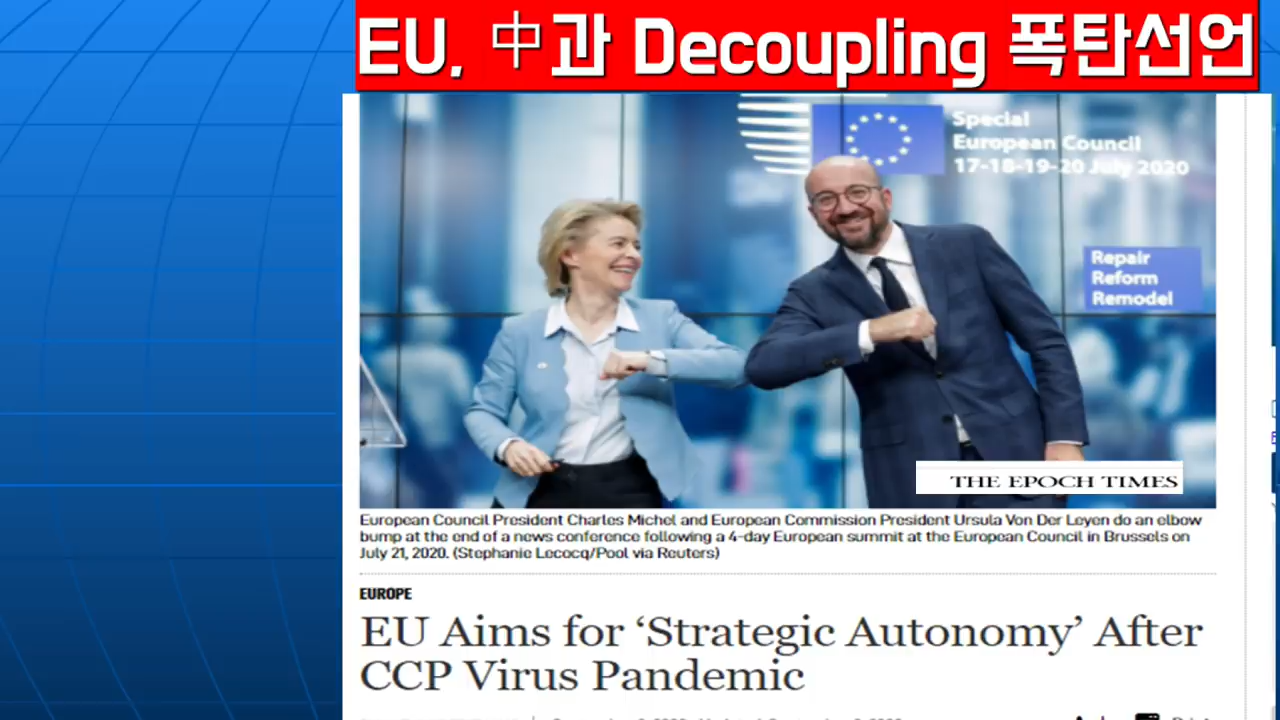 EU, 中과 Decoupling 폭탄선언
Special
European Council
17-18-19-20 July 2020
Repair
Reform
Remodel
THE EPOCH TIMES
European Council President Charles Michel and European Commission President Ursula Von Der Leyen do an elbow
bump at the end of a news conference following a 4-day European summit at the European Council in Brussels on
July 21, 2020. (Stephanie Lecocq/Pool via Reuters)
EUROPE
EU Aims for ‘Strategic Autonomy’ After
CCP Virus Pandemic